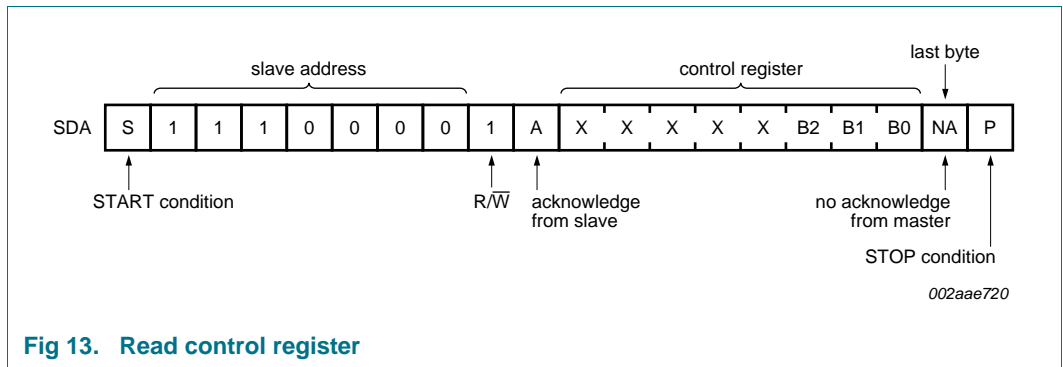 last byte
slave address control register
SDA S 1 1 1 0 0 0 0 1 A X X X X X B2 B1 B0 NA P
START condition R/W̅ acknowledge no acknowledge
from slave from master
STOP condition
002aae720
Fig 13. Read control register